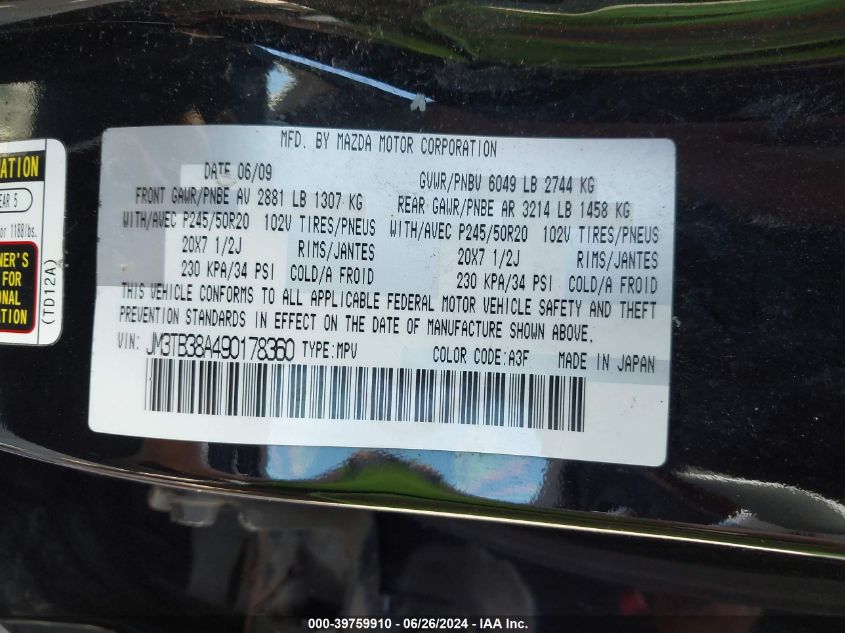 MFD. BY MAZDA MOTOR CORPORATION
DATE 06/09
GVWR/PNBV 6049 LB 2744 KG
FRONT GAWR/PNBE AV 2881 LB 1307 KG
REAR GAWR/PNBE AR 3214 LB 1458 KG
WITH/AVEC P245/50R20 102V TIRES/PNEUS
WITH/AVEC P245/50R20 102V TIRES/PNEUS
20X7 1/2J RIMS/JANTES
20X7 1/2J RIMS/JANTES
230 KPA/34 PSI COLD/A FROID
230 KPA/34 PSI COLD/A FROID
THIS VEHICLE CONFORMS TO ALL APPLICABLE FEDERAL MOTOR VEHICLE SAFETY AND THEFT
PREVENTION STANDARDS IN EFFECT ON THE DATE OF MANUFACTURE SHOWN ABOVE.
VIN: JM3TB38A490178360 TYPE: MPV COLOR CODE: A3F MADE IN JAPAN
5
or 1188lbs.
FOR
(TD12A)
000-39759910 - 06/26/2024 - IAA Inc.